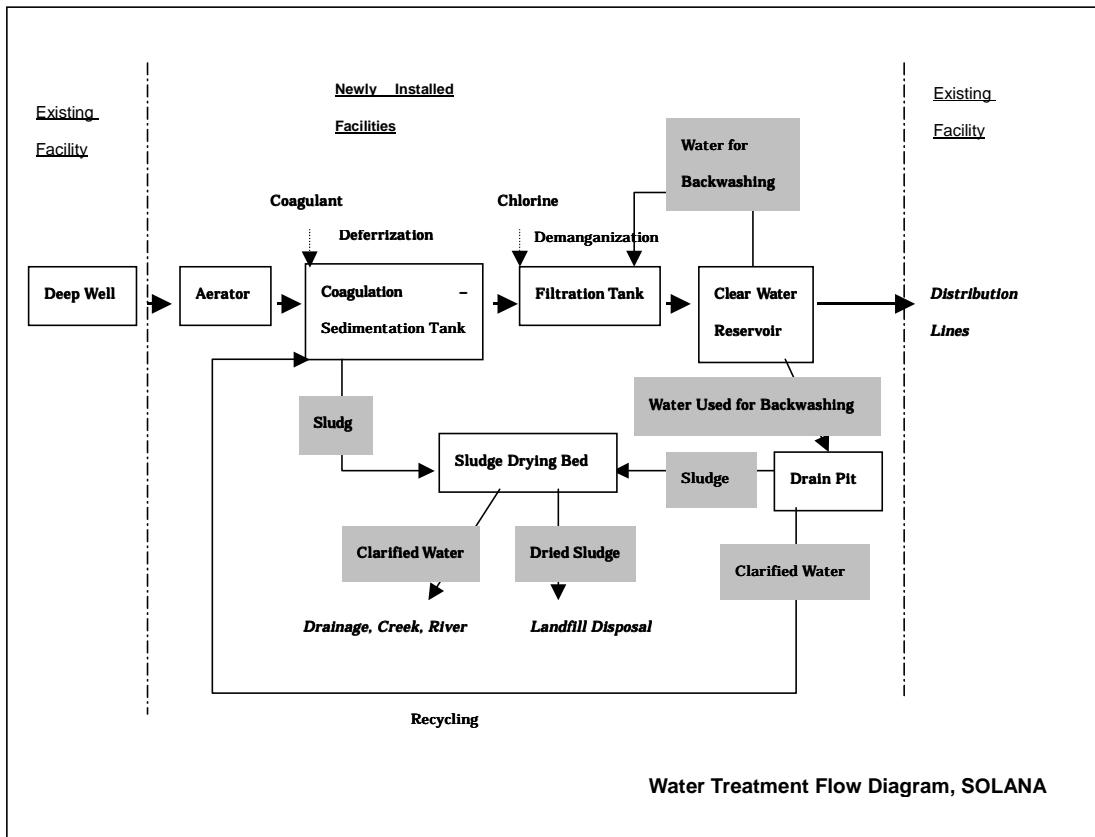 Existing
Facility
Newly Installed
Facilities
Existing
Facility
Water for
Backwashing
Coagulant
Chlorine
Deferrization
Demanganization
Deep Well
Aerator
Coagulation –
Sedimentation Tank
Filtration Tank
Clear Water
Reservoir
Distribution
Lines
Water Used for Backwashing
Sludg
Sludge Drying Bed
Sludge
Drain Pit
Clarified Water
Dried Sludge
Clarified Water
Drainage, Creek, River
Landfill Disposal
Recycling
Water Treatment Flow Diagram, SOLANA